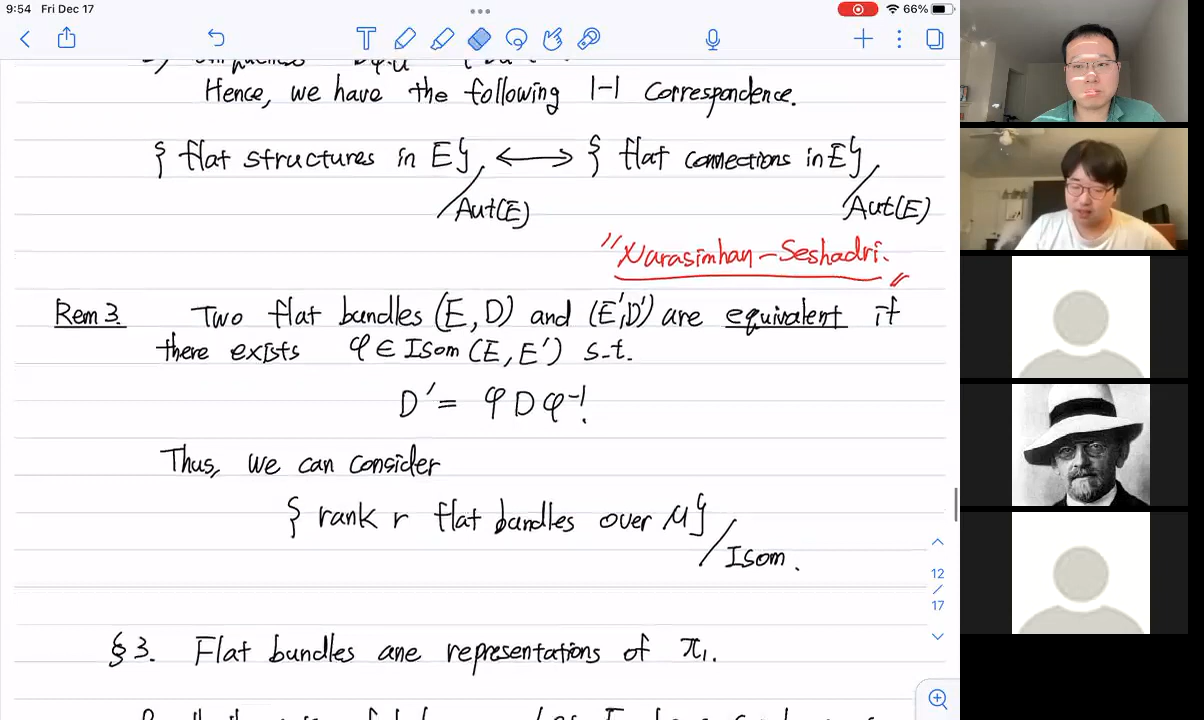 9:54 Fri Dec 17
66%
Hence, we have the following 1-1 correspondence.
{ flat structures in E } / Aut(E) ⟷ { flat connections in E } / Aut(E)
"Narasimhan-Seshadri."
Rem 3. Two flat bundles (E, D) and (E', D') are equivalent if
there exists φ ∈ Isom (E, E') s.t.
D' = φ D φ⁻¹.
Thus, we can consider
{ rank r flat bundles over M } / Isom.
§3. Flat bundles are representations of π₁.
12
/
17